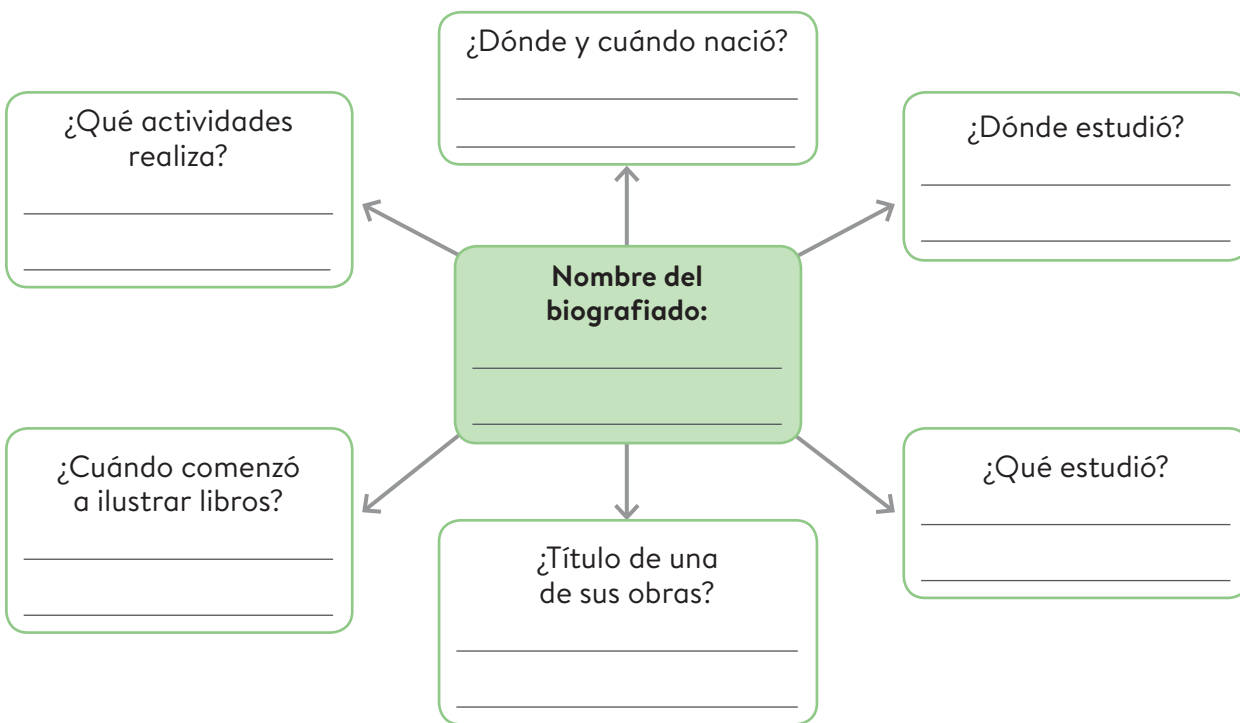 ¿Dónde y cuándo nació?
¿Qué actividades
realiza?
¿Dónde estudió?
Nombre del
biografiado:
¿Cuándo comenzó
a ilustrar libros?
¿Título de una
de sus obras?
¿Qué estudió?